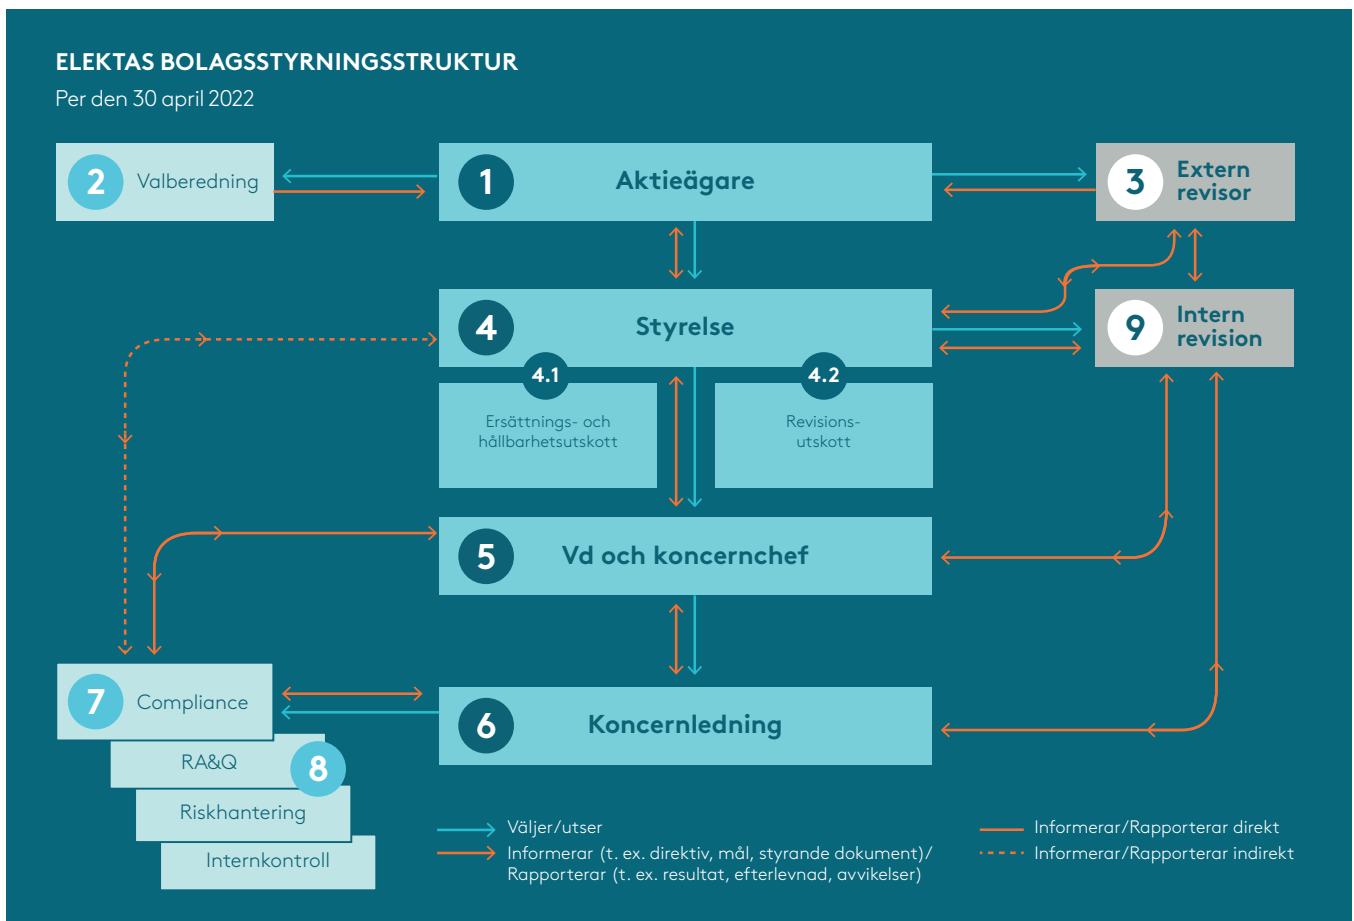 ELEKTAS BOLAGSSTYRNINGSSTRUKTUR
Per den 30 april 2022
2 Valberedning
1 Aktieägare
3 Extern
revisor
4 Styrelse
9 Intern
revision
4.1
4.2
Ersättnings- och
hållbarhetsutskott
Revisions-
utskott
5 Vd och koncernchef
7 Compliance
6 Koncernledning
RA&Q
8
Riskhantering
Internkontroll
Väljer/utser
Informerar (t. ex. direktiv, mål, styrande dokument)/
Rapporterar (t. ex. resultat, efterlevnad, avvikelser)
Informerar/Rapporterar direkt
Informerar/Rapporterar indirekt